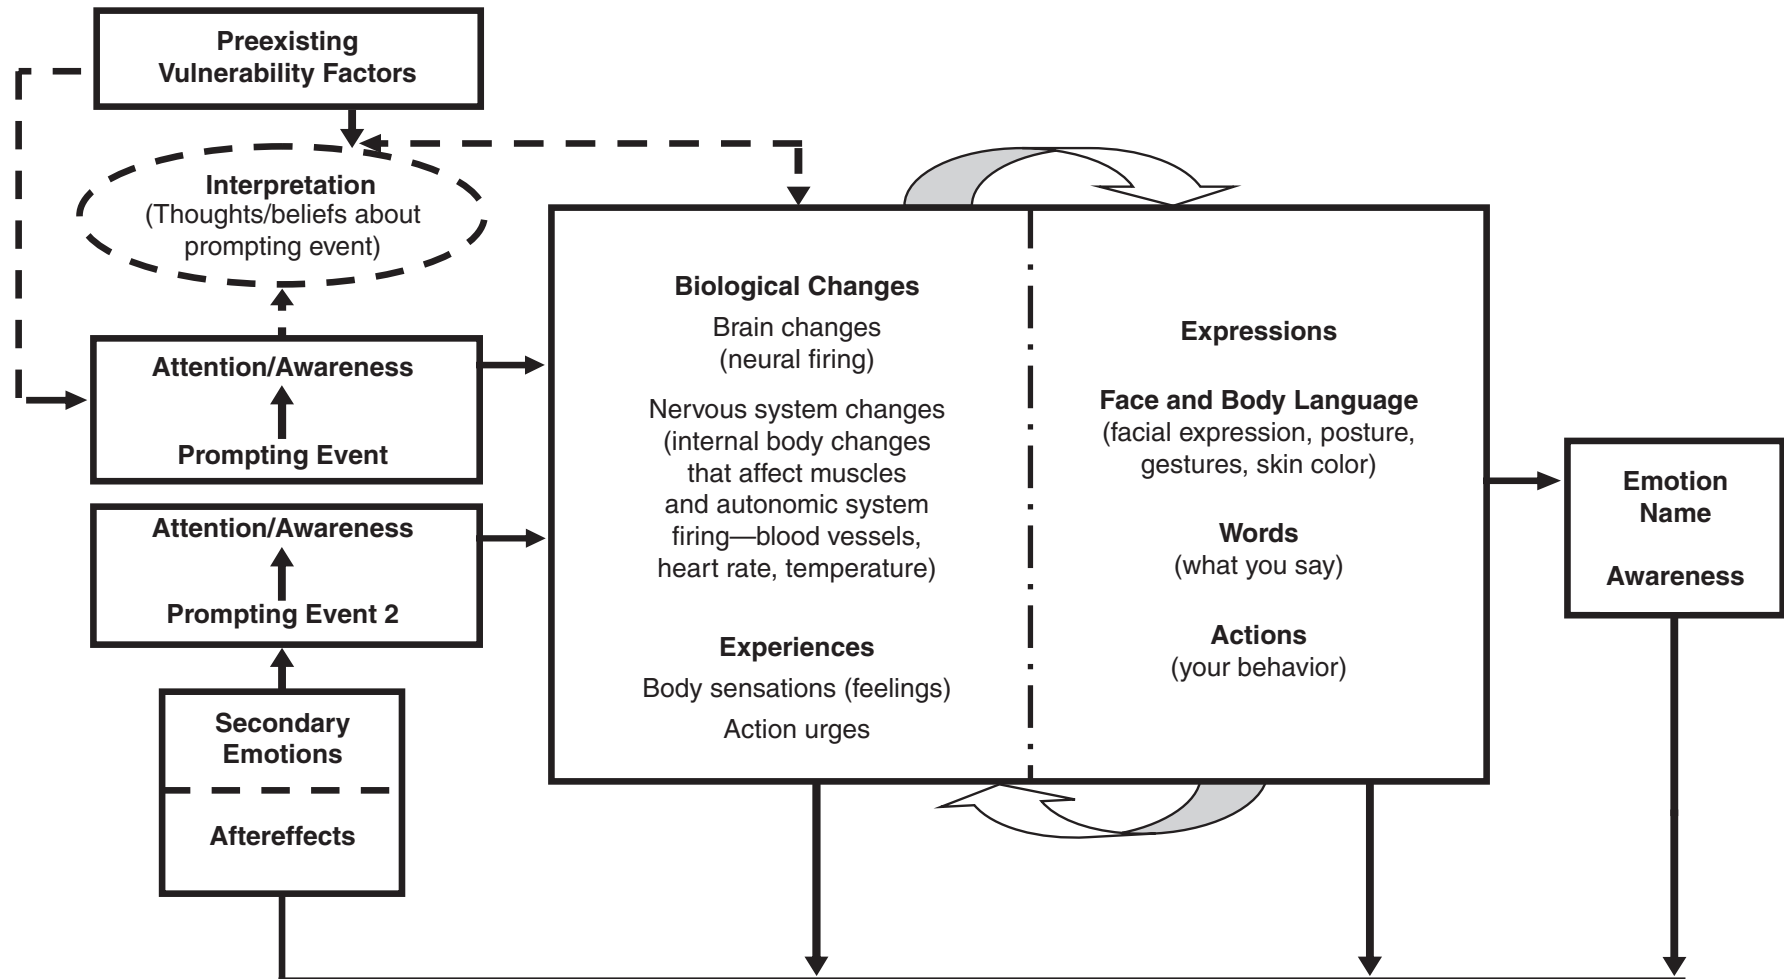 Preexisting
Vulnerability Factors
Interpretation
(Thoughts/beliefs about
prompting event)
Attention/Awareness
Prompting Event
Attention/Awareness
Prompting Event 2
Secondary
Emotions
Aftereffects
Biological Changes
Brain changes
(neural firing)
Nervous system changes
(internal body changes
that affect muscles
and autonomic system
firing—blood vessels,
heart rate, temperature)
Experiences
Body sensations (feelings)
Action urges
Expressions
Face and Body Language
(facial expression, posture,
gestures, skin color)
Words
(what you say)
Actions
(your behavior)
Emotion
Name
Awareness